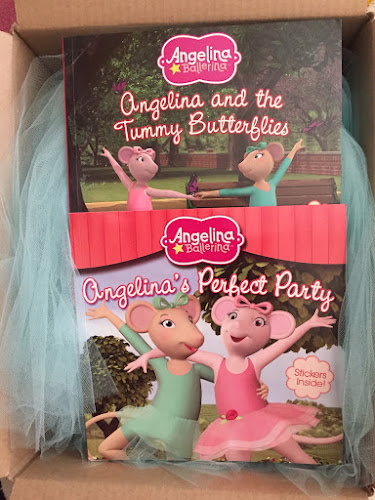 Angelina
Ballerina
Angelina and the
Tummy Butterflies
Angelina
Ballerina
Angelina's Perfect Party
Stickers
Inside!